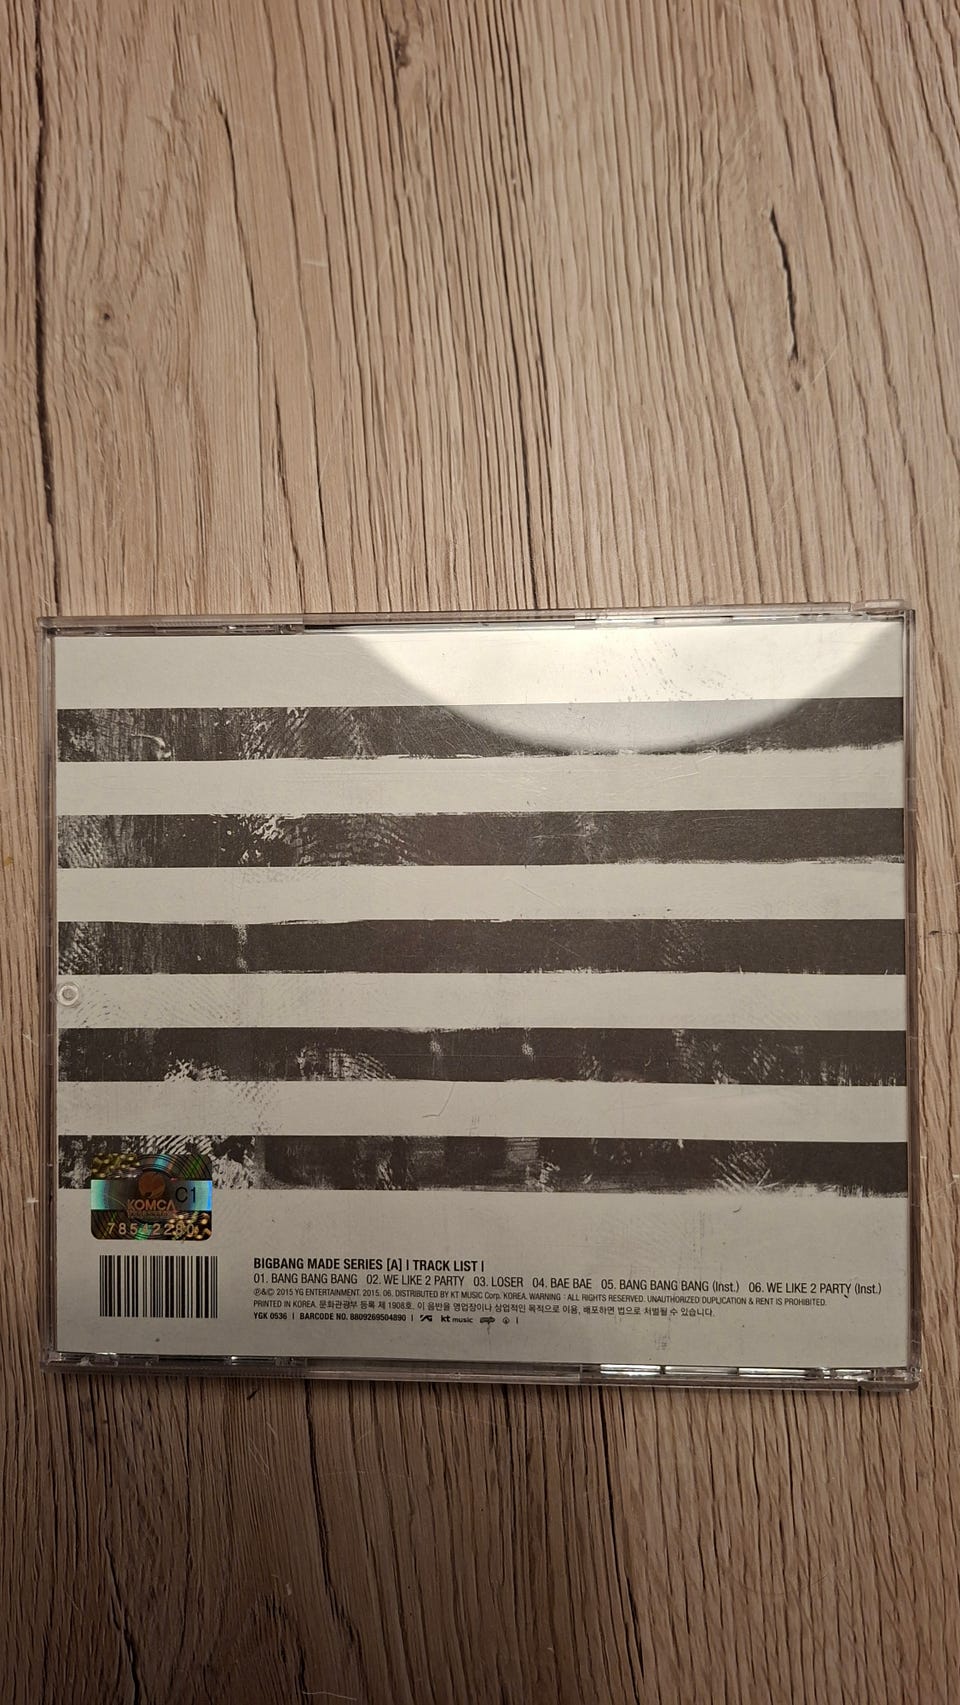 C1
KOMCA
BIGBANG MADE SERIES [A] | TRACK LIST |
01. BANG BANG BANG 02. WE LIKE 2 PARTY 03. LOSER 04. BAE BAE 05. BANG BANG BANG (Inst.) 06. WE LIKE 2 PARTY (Inst.)
℗&© 2015 YG ENTERTAINMENT. 2015. 06. DISTRIBUTED BY KT MUSIC Corp. KOREA. WARNING : ALL RIGHTS RESERVED. UNAUTHORIZED DUPLICATION & RENT IS PROHIBITED.
PRINTED IN KOREA. 문화관광부 등록 제 1908호. 이 음반을 영업장이나 상업적인 목적으로 이용, 배포하면 법으로 처벌될 수 있습니다.
YGK 0536 | BARCODE NO. 8809269504890 | YG kt music |